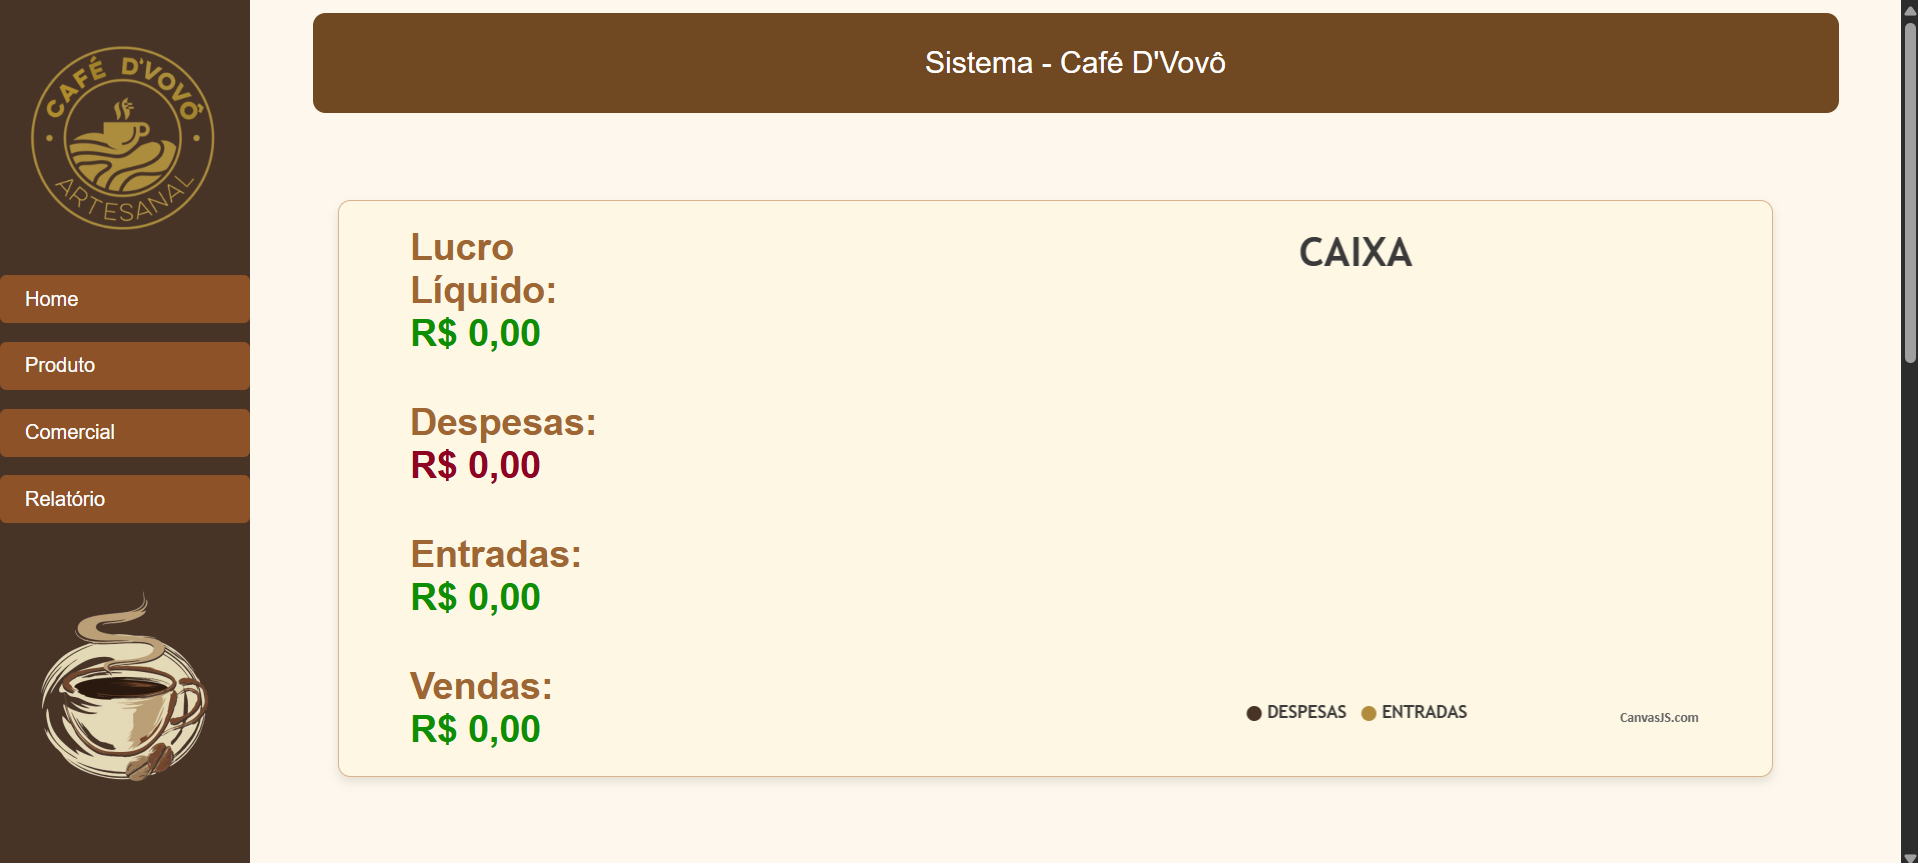 CAFÉ D'VOVÔ
ARTESANAL
Home
Produto
Comercial
Relatório
Sistema - Café D'Vovô
Lucro
Líquido:
R$ 0,00
Despesas:
R$ 0,00
Entradas:
R$ 0,00
Vendas:
R$ 0,00
CAIXA
DESPESAS ENTRADAS
CanvasJS.com